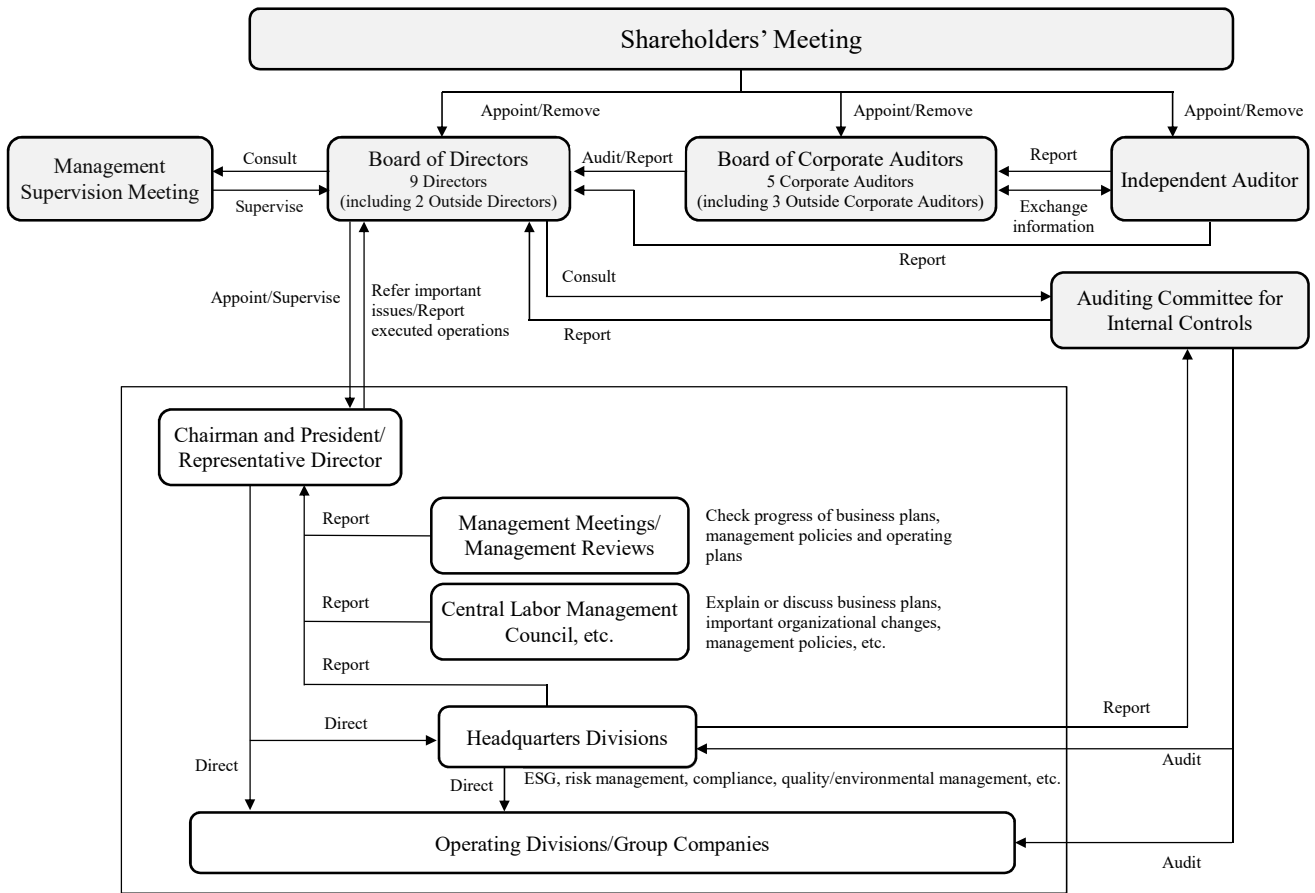 Shareholders’ Meeting
Appoint/Remove
Appoint/Remove
Appoint/Remove
Management
Supervision Meeting
Consult
Supervise
Board of Directors
9 Directors
(including 2 Outside Directors)
Audit/Report
Board of Corporate Auditors
5 Corporate Auditors
(including 3 Outside Corporate Auditors)
Report
Exchange
information
Independent Auditor
Report
Consult
Report
Appoint/Supervise
Refer important
issues/Report
executed operations
Auditing Committee for
Internal Controls
Chairman and President/
Representative Director
Report
Management Meetings/
Management Reviews
Check progress of business plans,
management policies and operating
plans
Report
Central Labor Management
Council, etc.
Explain or discuss business plans,
important organizational changes,
management policies, etc.
Report
Direct
Headquarters Divisions
Report
Direct
Direct
ESG, risk management, compliance, quality/environmental management, etc.
Audit
Operating Divisions/Group Companies
Audit